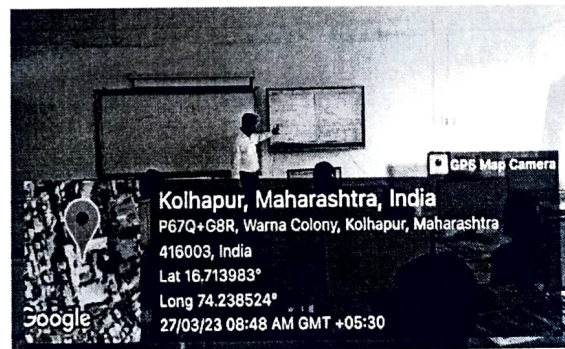 GPS Map Camera
Kolhapur, Maharashtra, India
P67Q+G8R, Warna Colony, Kolhapur, Maharashtra
416003, India
Lat 16.713983°
Long 74.238524°
27/03/23 08:48 AM GMT +05:30
Google